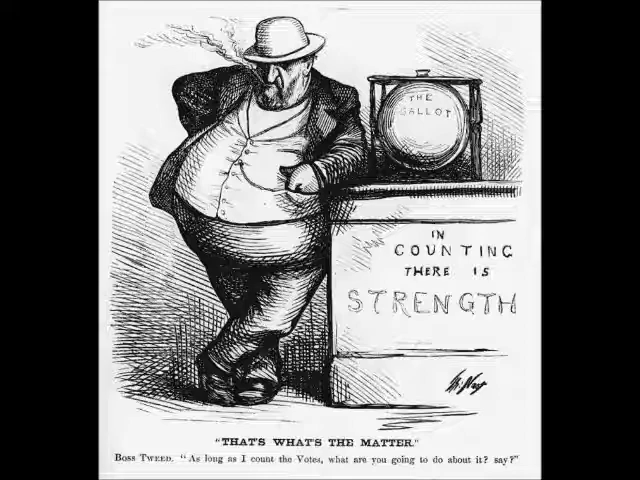 THE
BALLOT
IN
COUNTING
THERE IS
STRENGTH
Th: Nast
"THAT'S WHAT'S THE MATTER."
BOSS TWEED. "As long as I count the Votes, what are you going to do about it? say?"